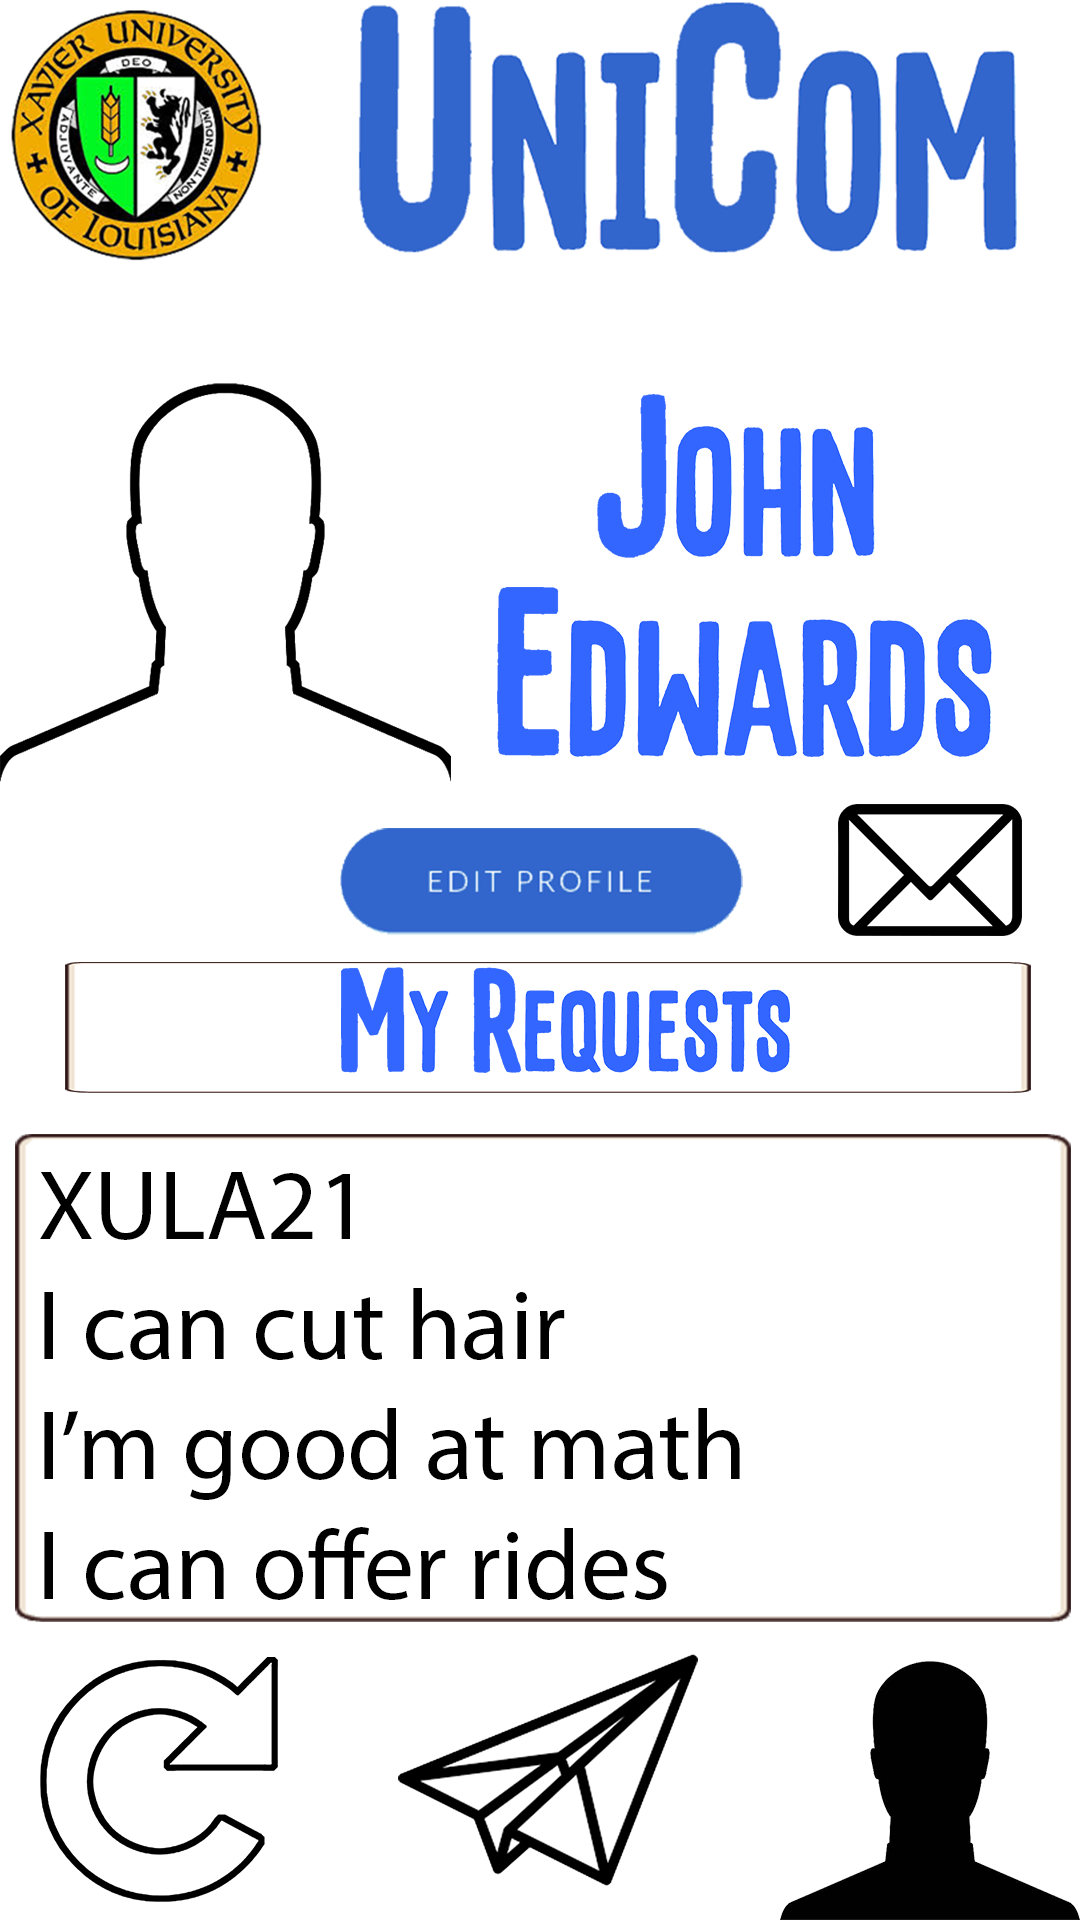 XAVIER UNIVERSITY
OF LOUISIANA
DEO
ADJUVANTE
NON TIMENDUM
UNICOM
JOHN
EDWARDS
EDIT PROFILE
MY REQUESTS
XULA21
I can cut hair
I’m good at math
I can offer rides